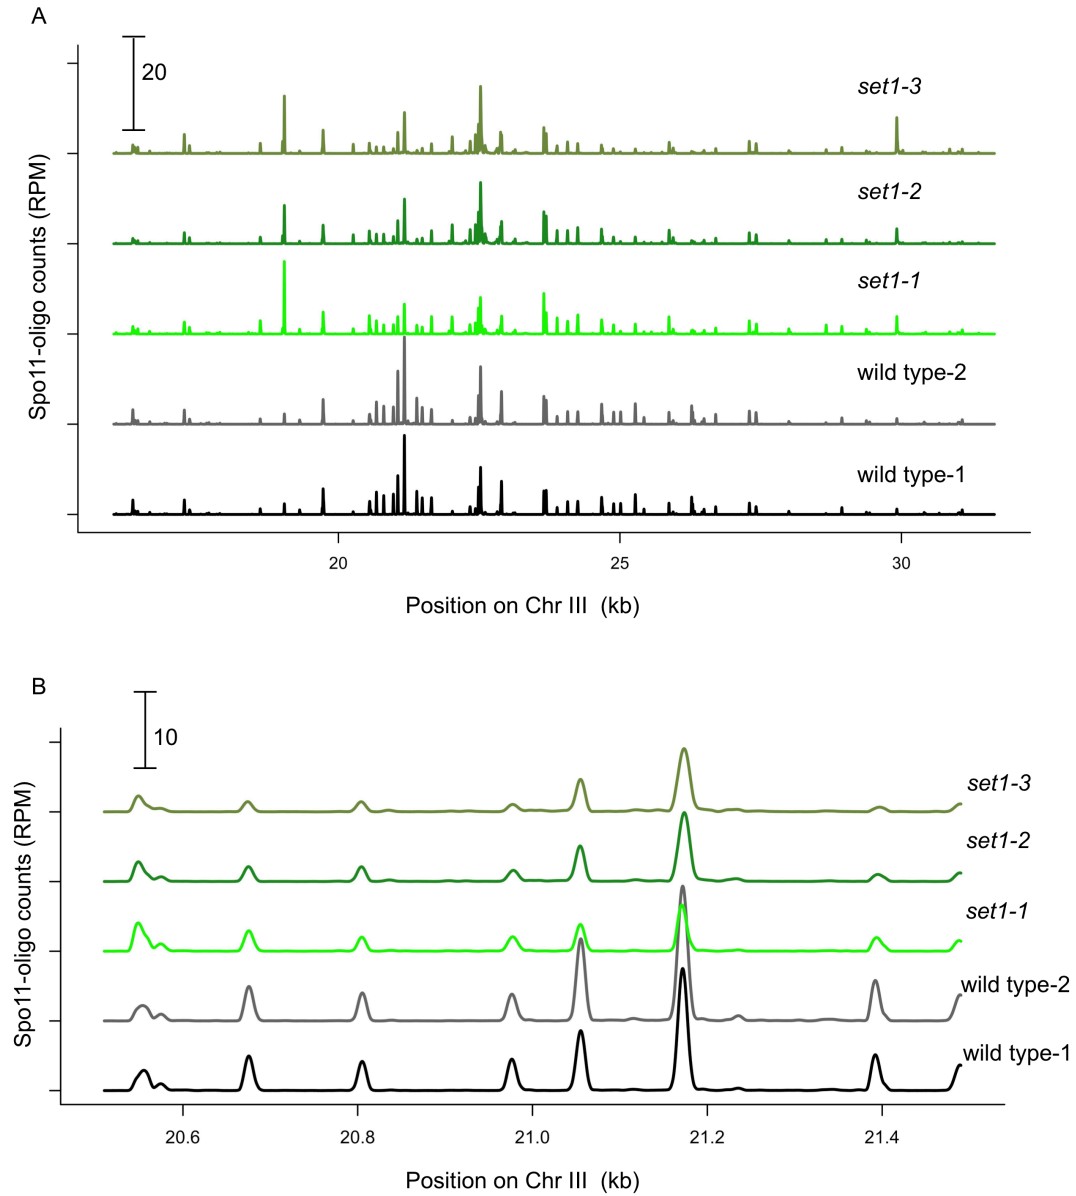 A
20
set1-3
set1-2
set1-1
wild type-2
wild type-1
Spo11-oligo counts (RPM)
20 25 30
Position on Chr III (kb)
B
10
set1-3
set1-2
set1-1
wild type-2
wild type-1
Spo11-oligo counts (RPM)
20.6 20.8 21.0 21.2 21.4
Position on Chr III (kb)